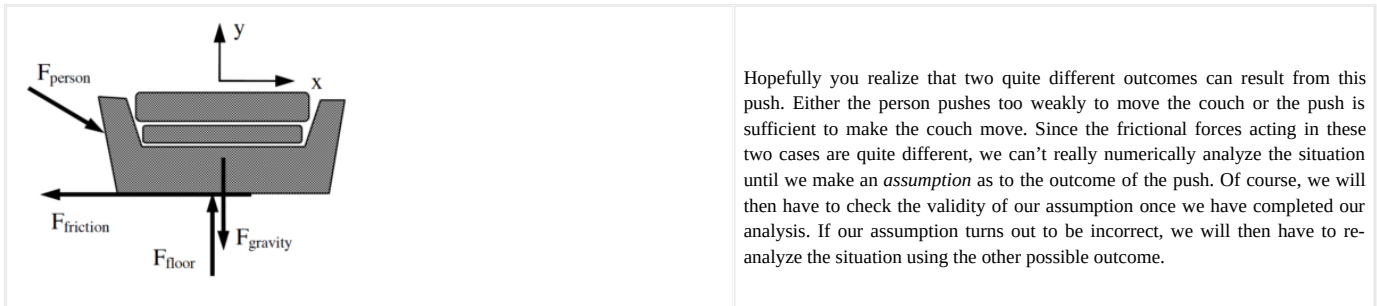 y
x
F person
F friction
F floor
F gravity
Hopefully you realize that two quite different outcomes can result from this
push. Either the person pushes too weakly to move the couch or the push is
sufficient to make the couch move. Since the frictional forces acting in these
two cases are quite different, we can’t really numerically analyze the situation
until we make an assumption as to the outcome of the push. Of course, we will
then have to check the validity of our assumption once we have completed our
analysis. If our assumption turns out to be incorrect, we will then have to re-
analyze the situation using the other possible outcome.